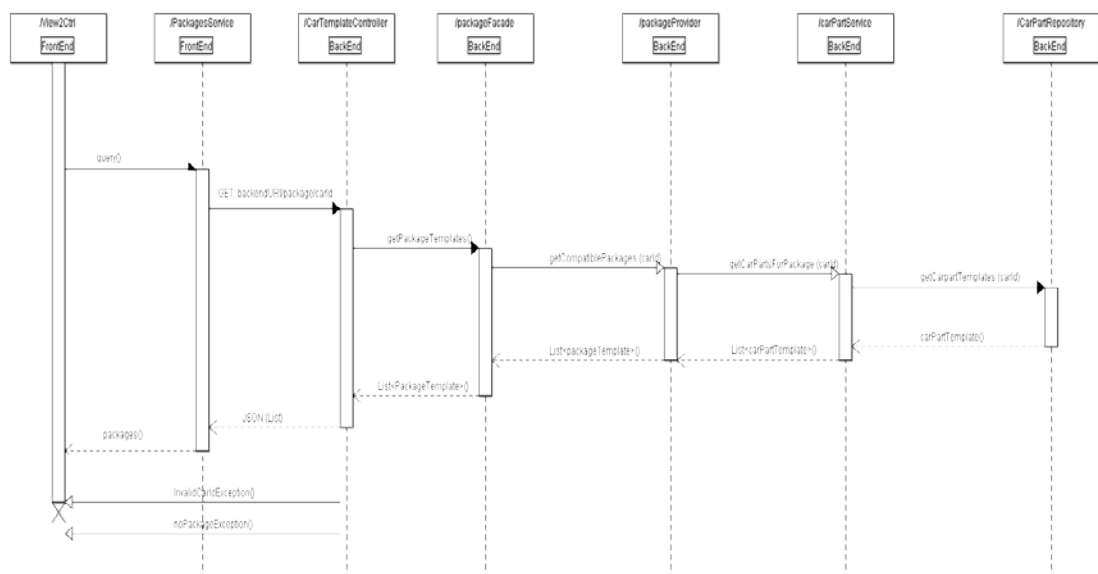 /View2Ctrl
FrontEnd
/PackagesService
FrontEnd
/CarTemplateController
BackEnd
/packageFacade
BackEnd
/packageProvider
BackEnd
/carPartService
BackEnd
/CarPartRepository
BackEnd
query()
GET: backendURI/package/carId
getPackageTemplates()
getCompatiblePackages (carId)
getCarPartsForPackage (carId)
getCarpartTemplates (carId)
carPartTemplate()
List<carPartTemplate>()
List<packageTemplate>()
List<PackageTemplate>()
JSON (List)
packages()
InvalidCarIdException()
noPackageException()